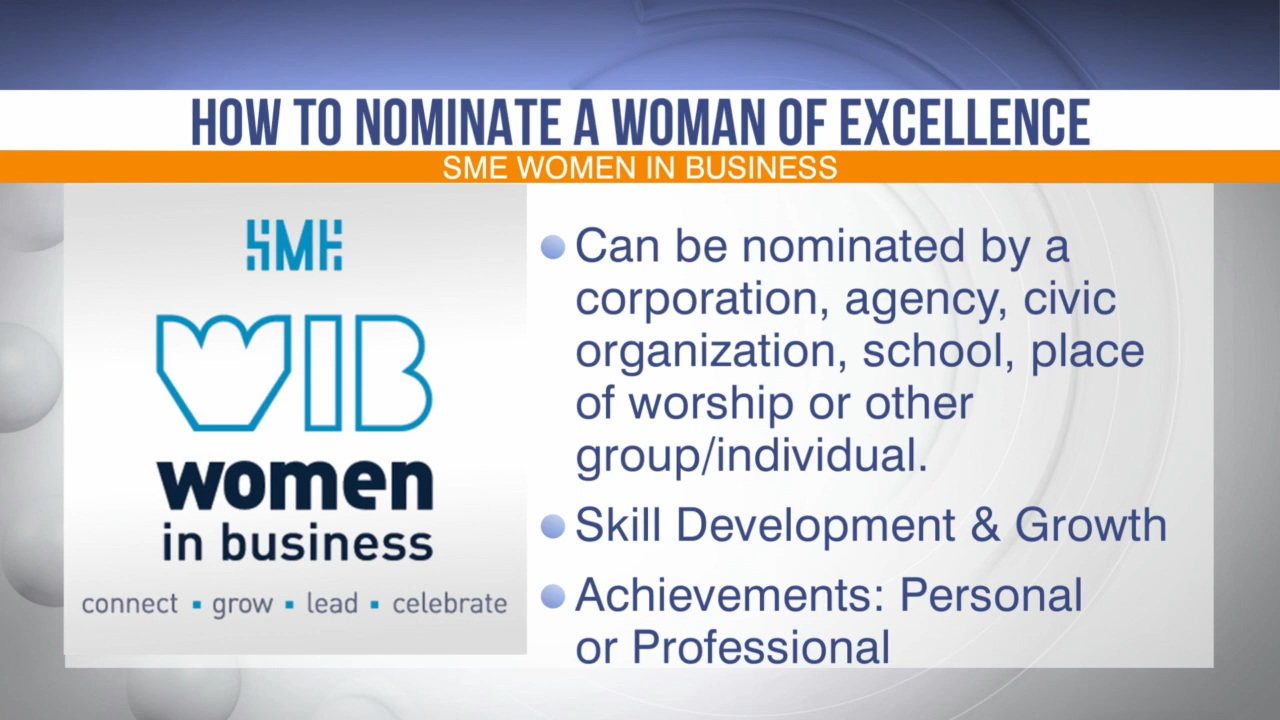 HOW TO NOMINATE A WOMAN OF EXCELLENCE
SME WOMEN IN BUSINESS
SME
WIB
women
in business
connect ▪ grow ▪ lead ▪ celebrate
Can be nominated by a
corporation, agency, civic
organization, school, place
of worship or other
group/individual.
Skill Development & Growth
Achievements: Personal
or Professional